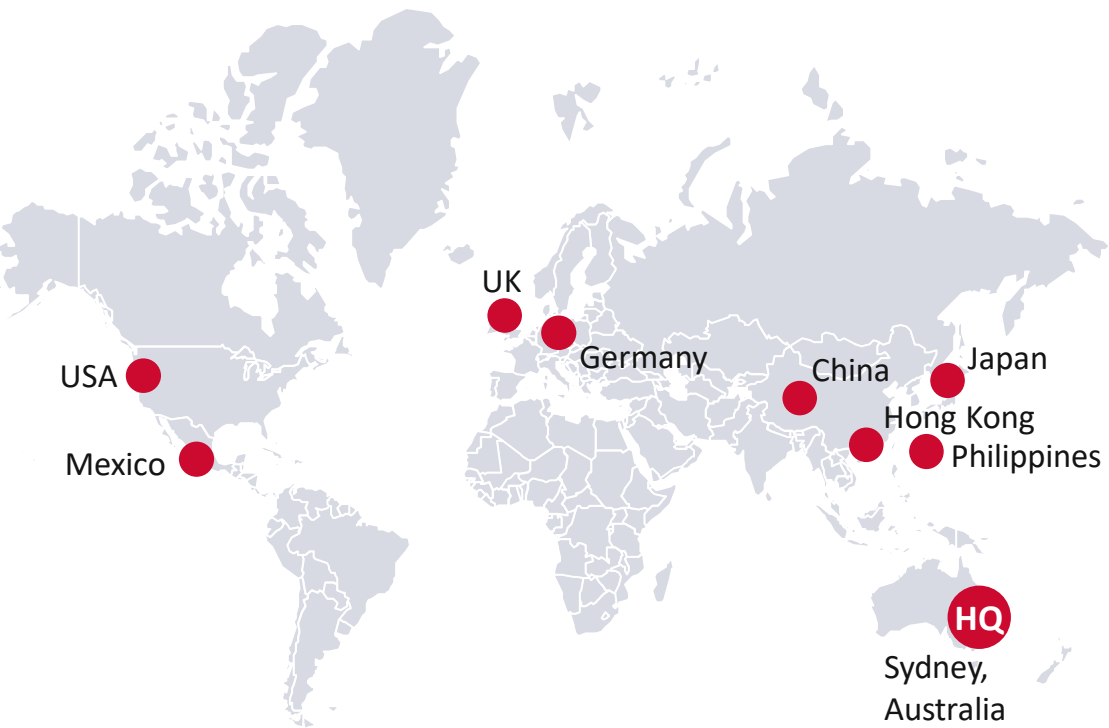 UK
Germany
USA
China
Japan
Hong Kong
Mexico
Philippines
HQ
Sydney,
Australia